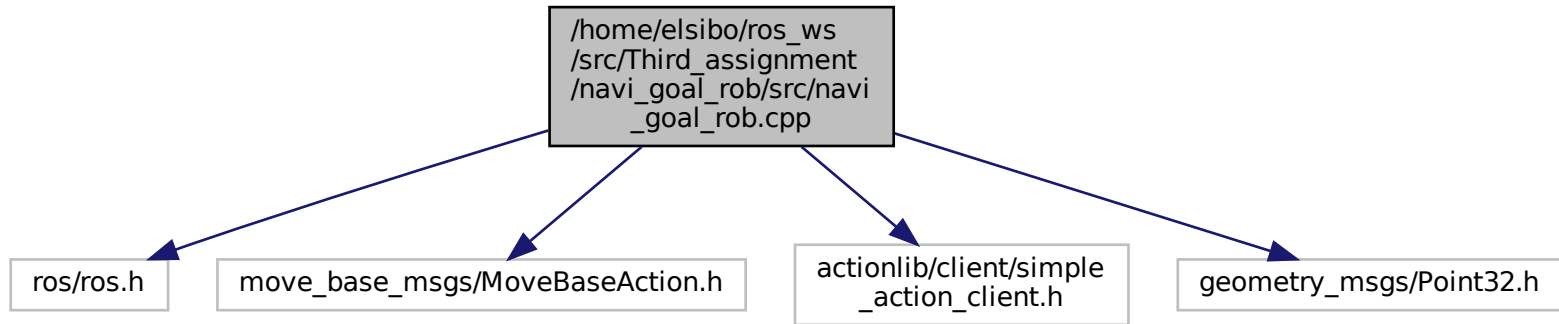 /home/elsibo/ros_ws
/src/Third_assignment
/navi_goal_rob/src/navi
_goal_rob.cpp
ros/ros.h
move_base_msgs/MoveBaseAction.h
actionlib/client/simple
_action_client.h
geometry_msgs/Point32.h